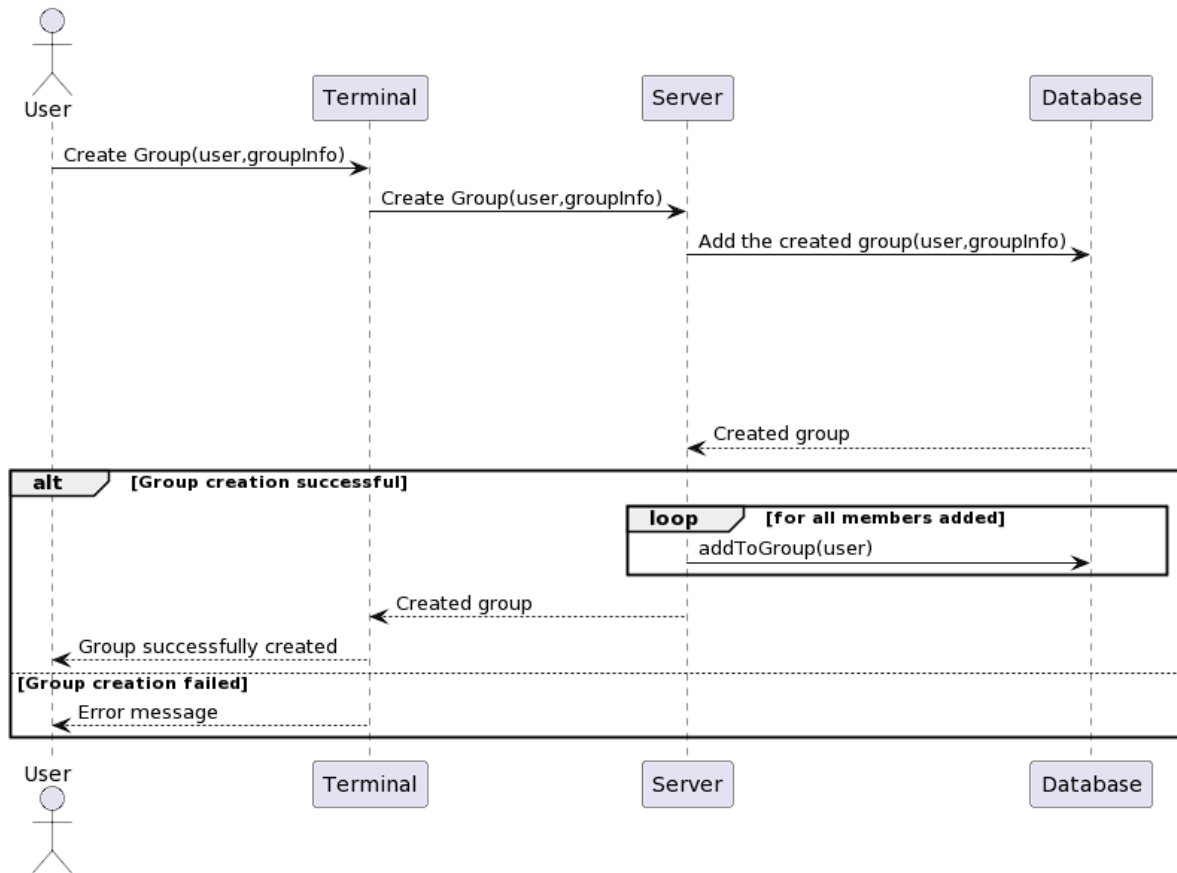 User
Terminal
Server
Database
Create Group(user,groupInfo)
Create Group(user,groupInfo)
Add the created group(user,groupInfo)
Created group
alt [Group creation successful]
loop [for all members added]
addToGroup(user)
Created group
Group successfully created
[Group creation failed]
Error message
User
Terminal
Server
Database